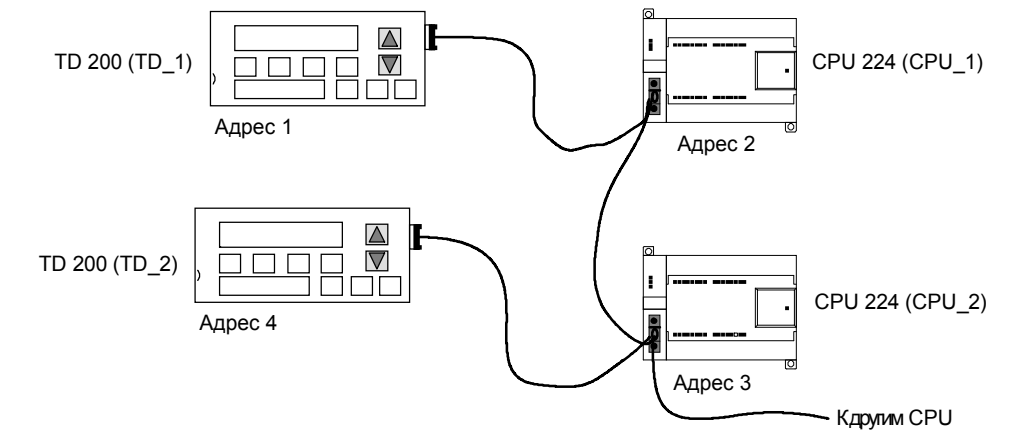 TD 200 (TD_1)
CPU 224 (CPU_1)
Адрес 1
Адрес 2
TD 200 (TD_2)
CPU 224 (CPU_2)
Адрес 4
Адрес 3
Кдругим CPU